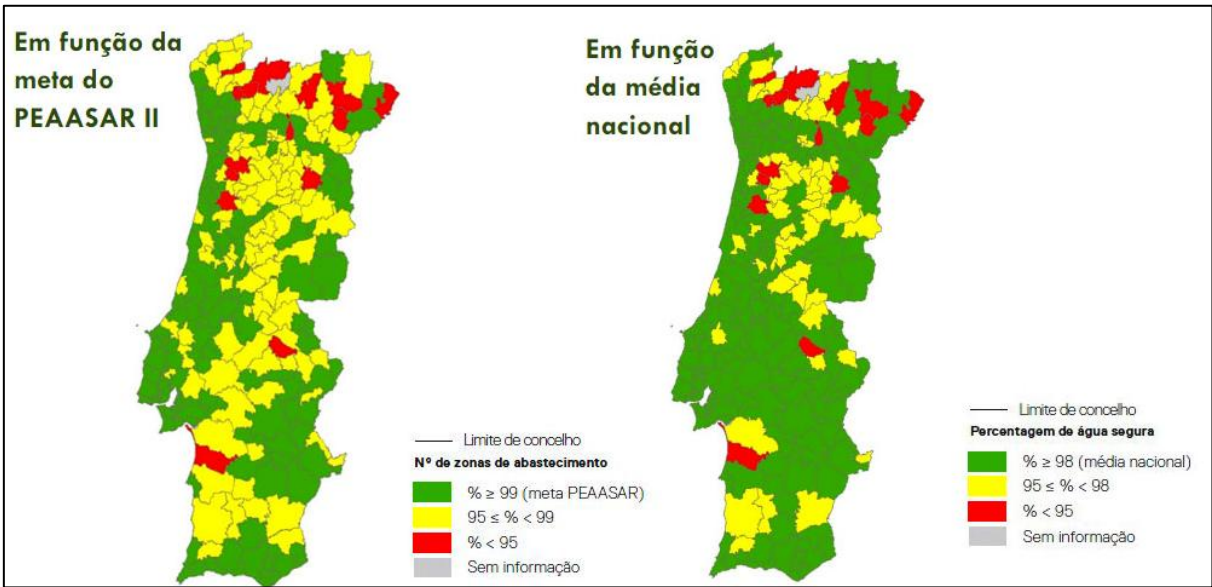 Em função da
meta do
PEAASAR II
Limite de concelho
Nº de zonas de abastecimento
% ≥ 99 (meta PEAASAR)
95 ≤ % < 99
% < 95
Sem informação
Em função
da média
nacional
Limite de concelho
Percentagem de água segura
% ≥ 98 (média nacional)
95 ≤ % < 98
% < 95
Sem informação